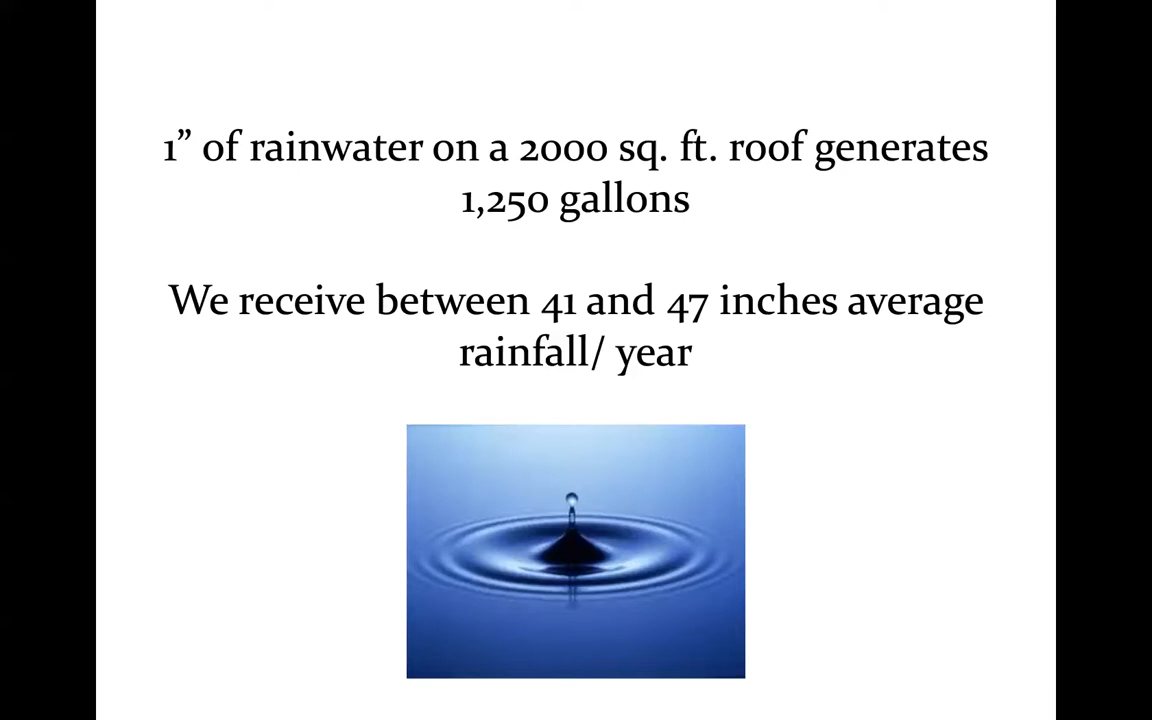 1” of rainwater on a 2000 sq. ft. roof generates
1,250 gallons
We receive between 41 and 47 inches average
rainfall/ year